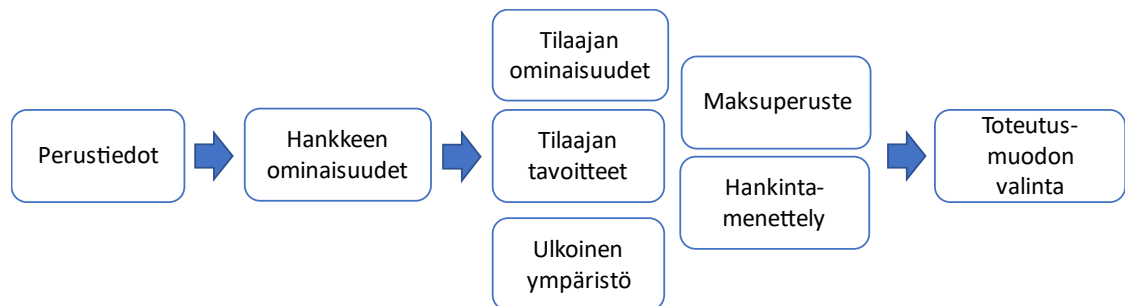 Perustiedot
Hankkeen
ominaisuudet
Tilaajan
ominaisuudet
Tilaajan
tavoitteet
Ulkoinen
ympäristö
Maksuperuste
Hankinta-
menettely
Toteutus-
muodon
valinta